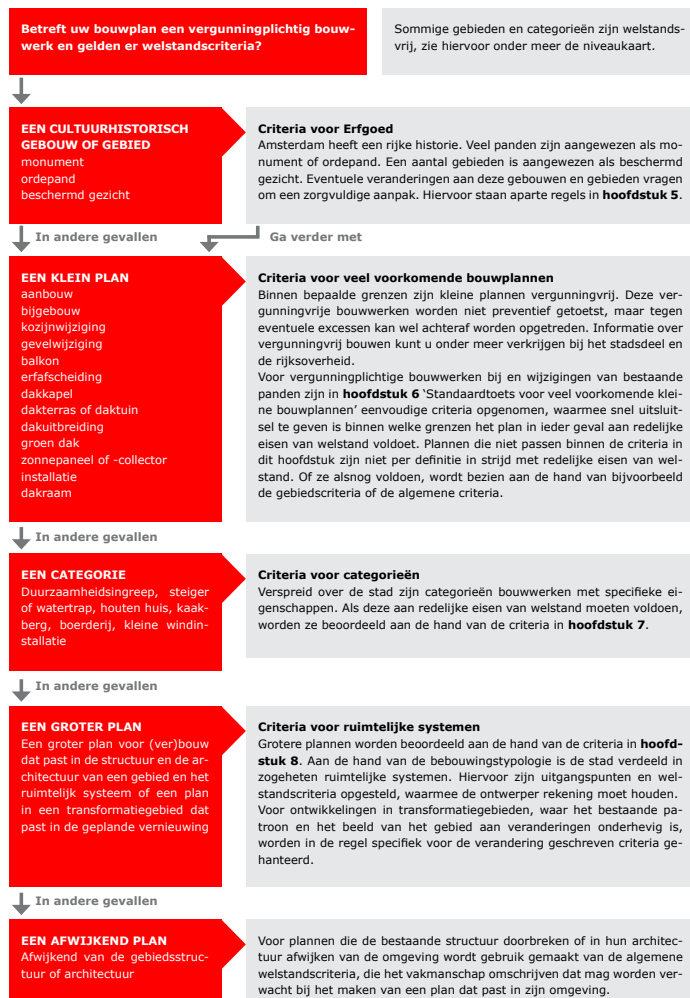 Betreft uw bouwplan een vergunningplichtig bouw-
werk en gelden er welstandscriteria?
Sommige gebieden en categorieën zijn welstands-
vrij, zie hiervoor onder meer de niveaukaart.
EEN CULTUURHISTORISCH
GEBOUW OF GEBIED
monument
ordepand
beschermd gezicht
Criteria voor Erfgoed
Amsterdam heeft een rijke historie. Veel panden zijn aangewezen als mo-
nument of ordepand. Een aantal gebieden is aangewezen als beschermd
gezicht. Eventuele veranderingen aan deze gebouwen en gebieden vragen
om een zorgvuldige aanpak. Hiervoor staan aparte regels in hoofdstuk 5.
In andere gevallen
Ga verder met
EEN KLEIN PLAN
aanbouw
bijgebouw
kozijnwijziging
gevelwijziging
balkon
erfafscheiding
dakkapel
dakterras of daktuin
dakuitbreiding
groen dak
zonnepaneel of -collector
installatie
dakraam
Criteria voor veel voorkomende bouwplannen
Binnen bepaalde grenzen zijn kleine plannen vergunningvrij. Deze ver-
gunningvrije bouwwerken worden niet preventief getoetst, maar tegen
eventuele excessen kan wel achteraf worden opgetreden. Informatie over
vergunningvrij bouwen kunt u onder meer verkrijgen bij het stadsdeel en
de rijksoverheid.
Voor vergunningplichtige bouwwerken bij en wijzigingen van bestaande
panden zijn in hoofdstuk 6 ‘Standaardtoets voor veel voorkomende klei-
ne bouwplannen’ eenvoudige criteria opgenomen, waarmee snel uitsluit-
sel te geven is binnen welke grenzen het plan in ieder geval aan redelijke
eisen van welstand voldoet. Plannen die niet passen binnen de criteria in
dit hoofdstuk zijn niet per definitie in strijd met redelijke eisen van wel-
stand. Of ze alsnog voldoen, wordt bezien aan de hand van bijvoorbeeld
de gebiedscriteria of de algemene criteria.
In andere gevallen
EEN CATEGORIE
Duurzaamheidsingreep, steiger
of watertrap, houten huis, kaak-
berg, boerderij, kleine windin-
stallatie
Criteria voor categorieën
Verspreid over de stad zijn categorieën bouwwerken met specifieke ei-
genschappen. Als deze aan redelijke eisen van welstand moeten voldoen,
worden ze beoordeeld aan de hand van de criteria in hoofdstuk 7.
In andere gevallen
EEN GROTER PLAN
Een groter plan voor (ver)bouw
dat past in de structuur en de ar-
chitectuur van een gebied en het
ruimtelijk systeem of een plan
in een transformatiegebied dat
past in de geplande vernieuwing
Criteria voor ruimtelijke systemen
Grotere plannen worden beoordeeld aan de hand van de criteria in hoofd-
stuk 8. Aan de hand van de bebouwingstypologie is de stad verdeeld in
zogeheten ruimtelijke systemen. Hiervoor zijn uitgangspunten en wel-
standscriteria opgesteld, waarmee de ontwerper rekening moet houden.
Voor ontwikkelingen in transformatiegebieden, waar het bestaande pa-
troon en het beeld van het gebied aan veranderingen onderhevig is,
worden in de regel specifiek voor de verandering geschreven criteria ge-
hanteerd.
In andere gevallen
EEN AFWIJKEND PLAN
Afwijkend van de gebiedsstruc-
tuur of architectuur
Voor plannen die de bestaande structuur doorbreken of in hun architec-
tuur afwijken van de omgeving wordt gebruik gemaakt van de algemene
welstandscriteria, die het vakmanschap omschrijven dat mag worden ver-
wacht bij het maken van een plan dat past in zijn omgeving.